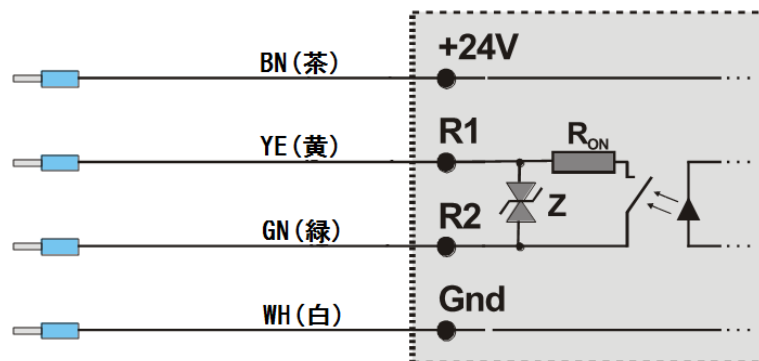 BN(茶)
+24V
YE(黄)
R1
RON
Z
GN(緑)
R2
WH(白)
Gnd